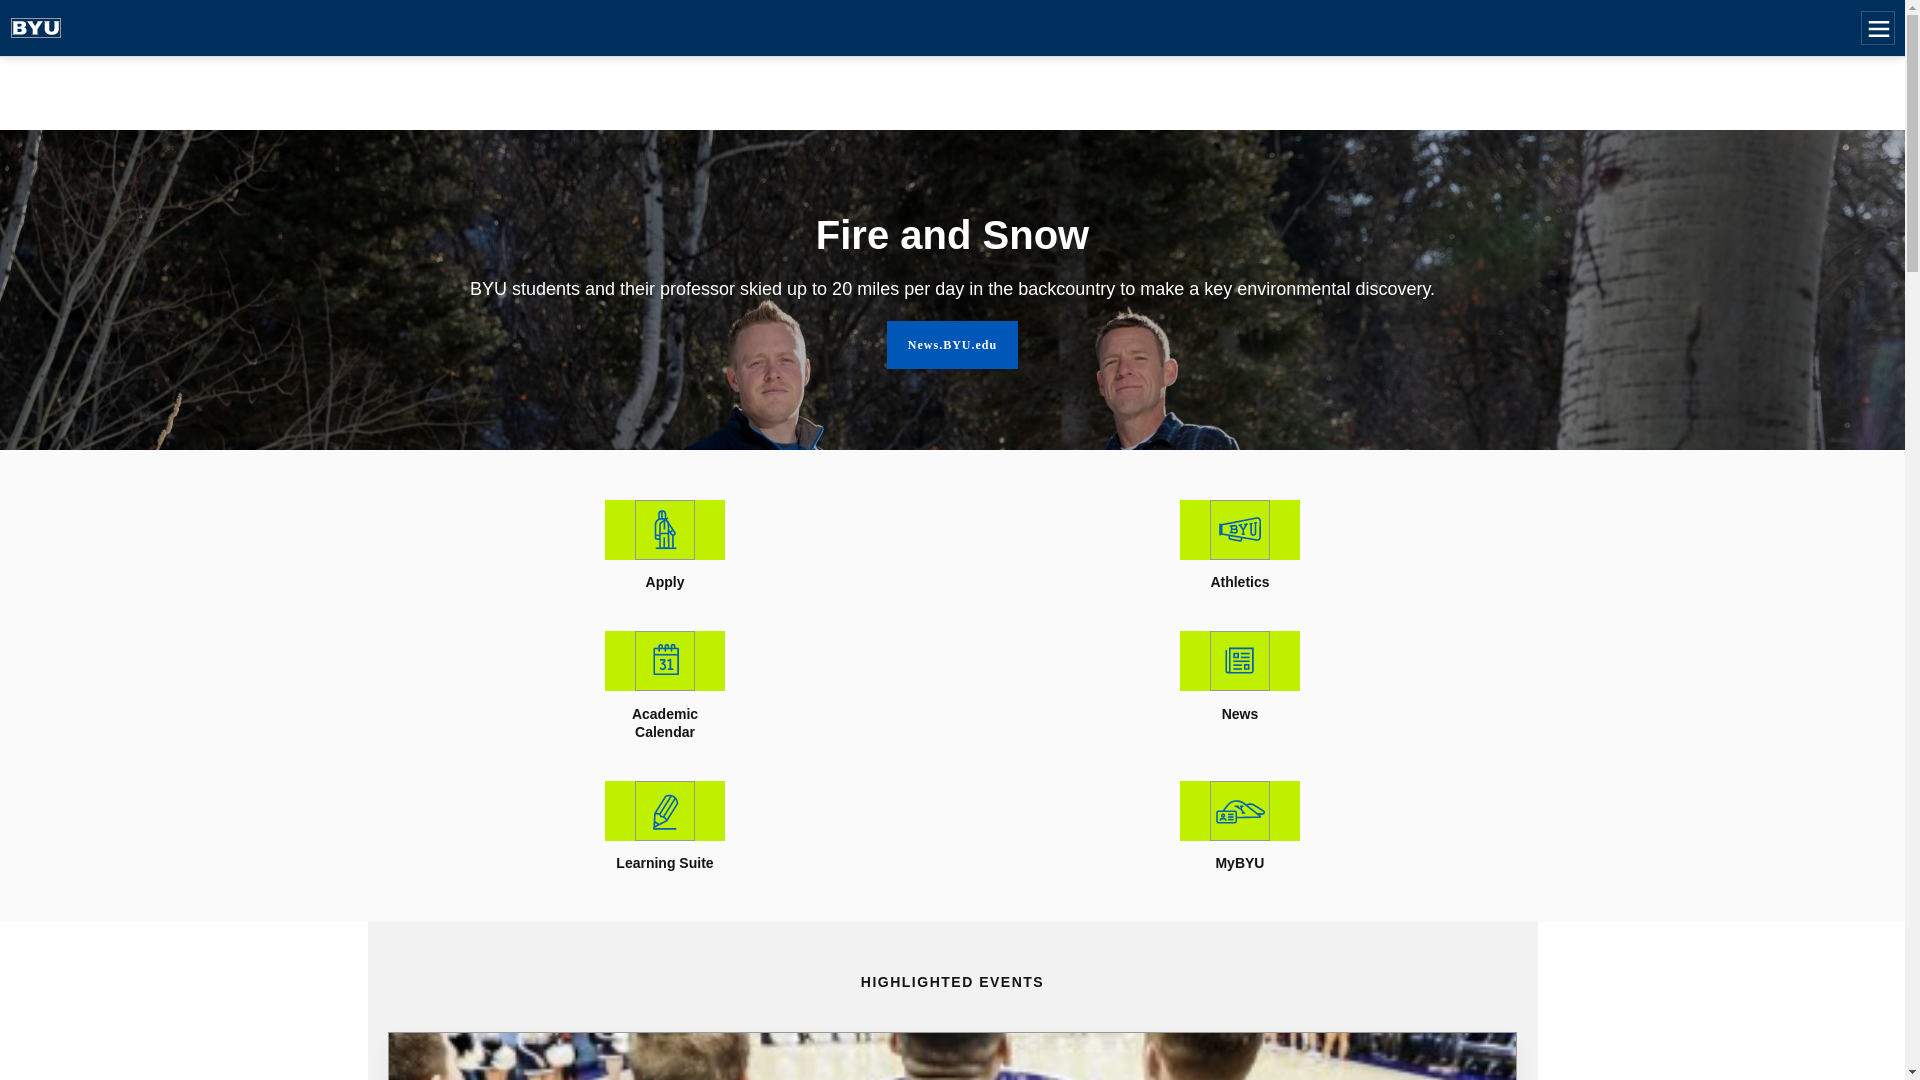 BYU
Fire and Snow
BYU students and their professor skied up to 20 miles per day in the backcountry to make a key environmental discovery.
News.BYU.edu
BYU
Apply
Athletics
31
Academic
Calendar
News
Learning Suite
MyBYU
HIGHLIGHTED EVENTS